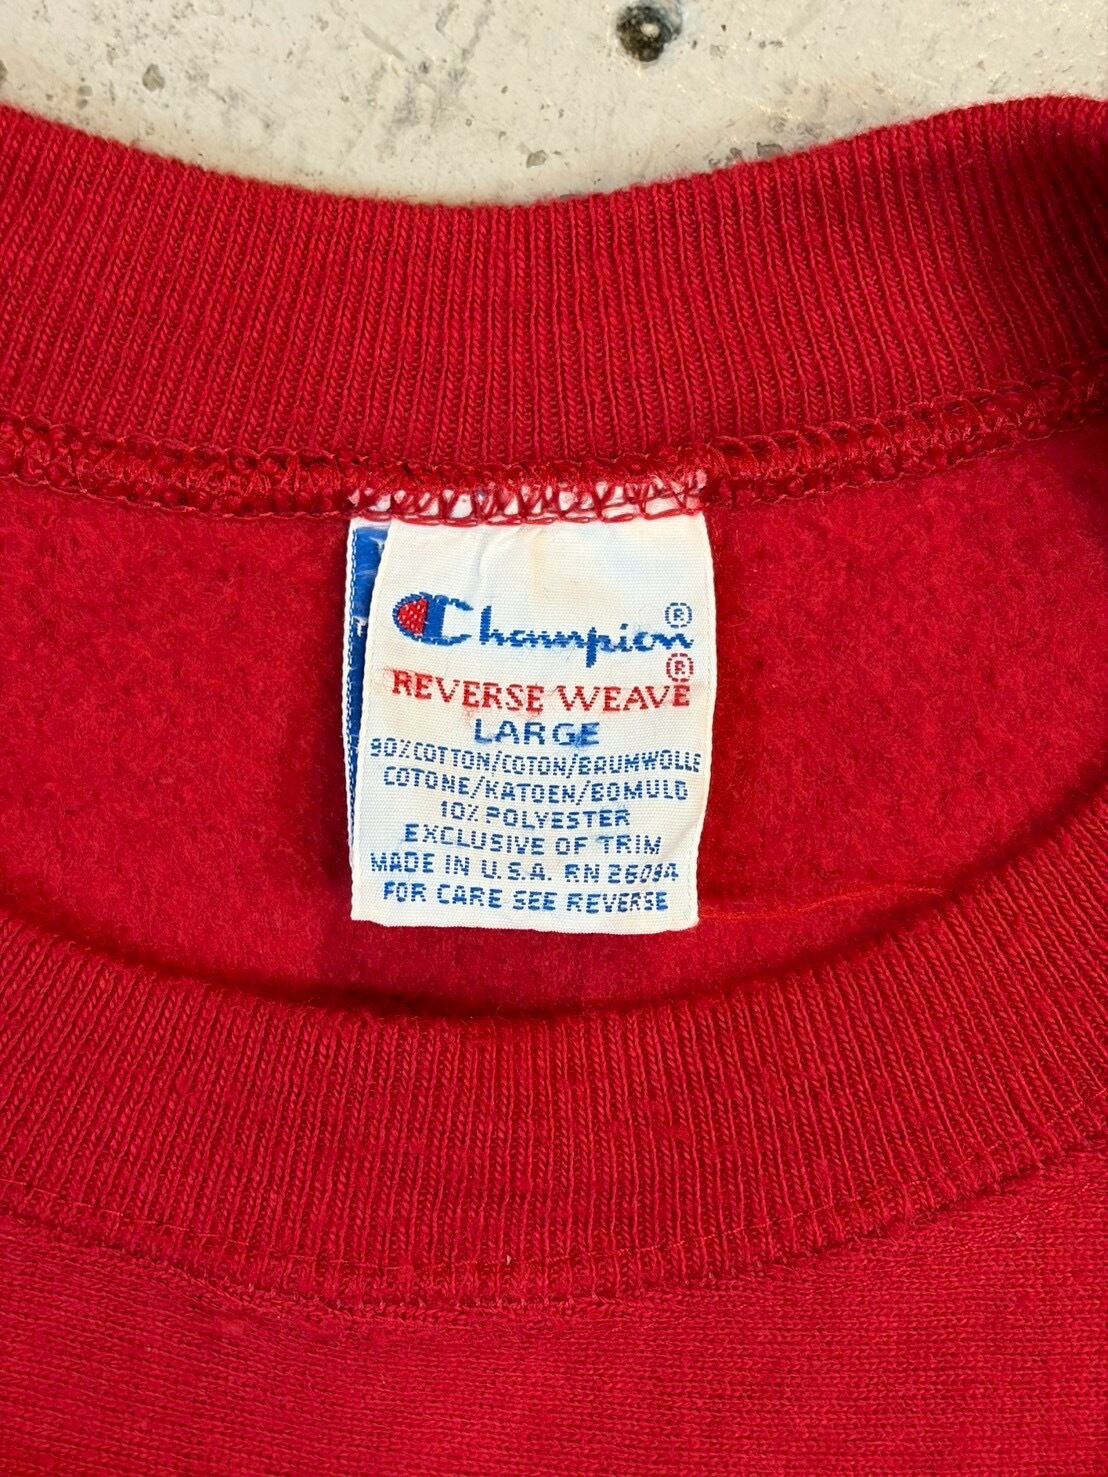 Champion®
REVERSE WEAVE®
LARGE
90% COTTON/COTON/BAUMWOLLE
COTONE/KATOEN/BOMULD
10% POLYESTER
EXCLUSIVE OF TRIM
MADE IN U.S.A. RN 26094
FOR CARE SEE REVERSE